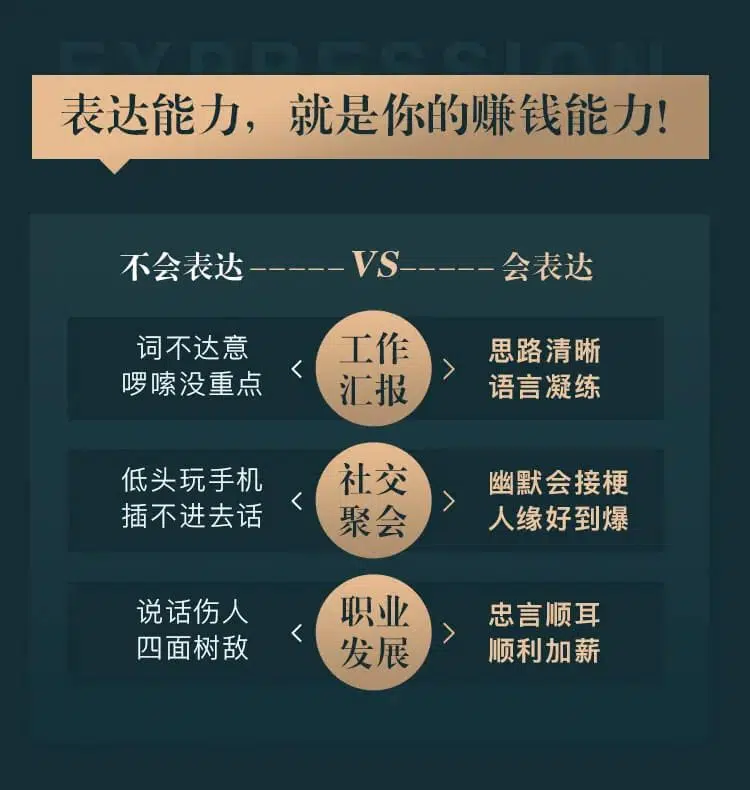 EXPRESSION
表达能力，就是你的赚钱能力!
不会表达-----VS-----会表达
词不达意
啰嗦没重点
工作
汇报
思路清晰
语言凝练
低头玩手机
插不进去话
社交
聚会
幽默会接梗
人缘好到爆
说话伤人
四面树敌
职业
发展
忠言顺耳
顺利加薪